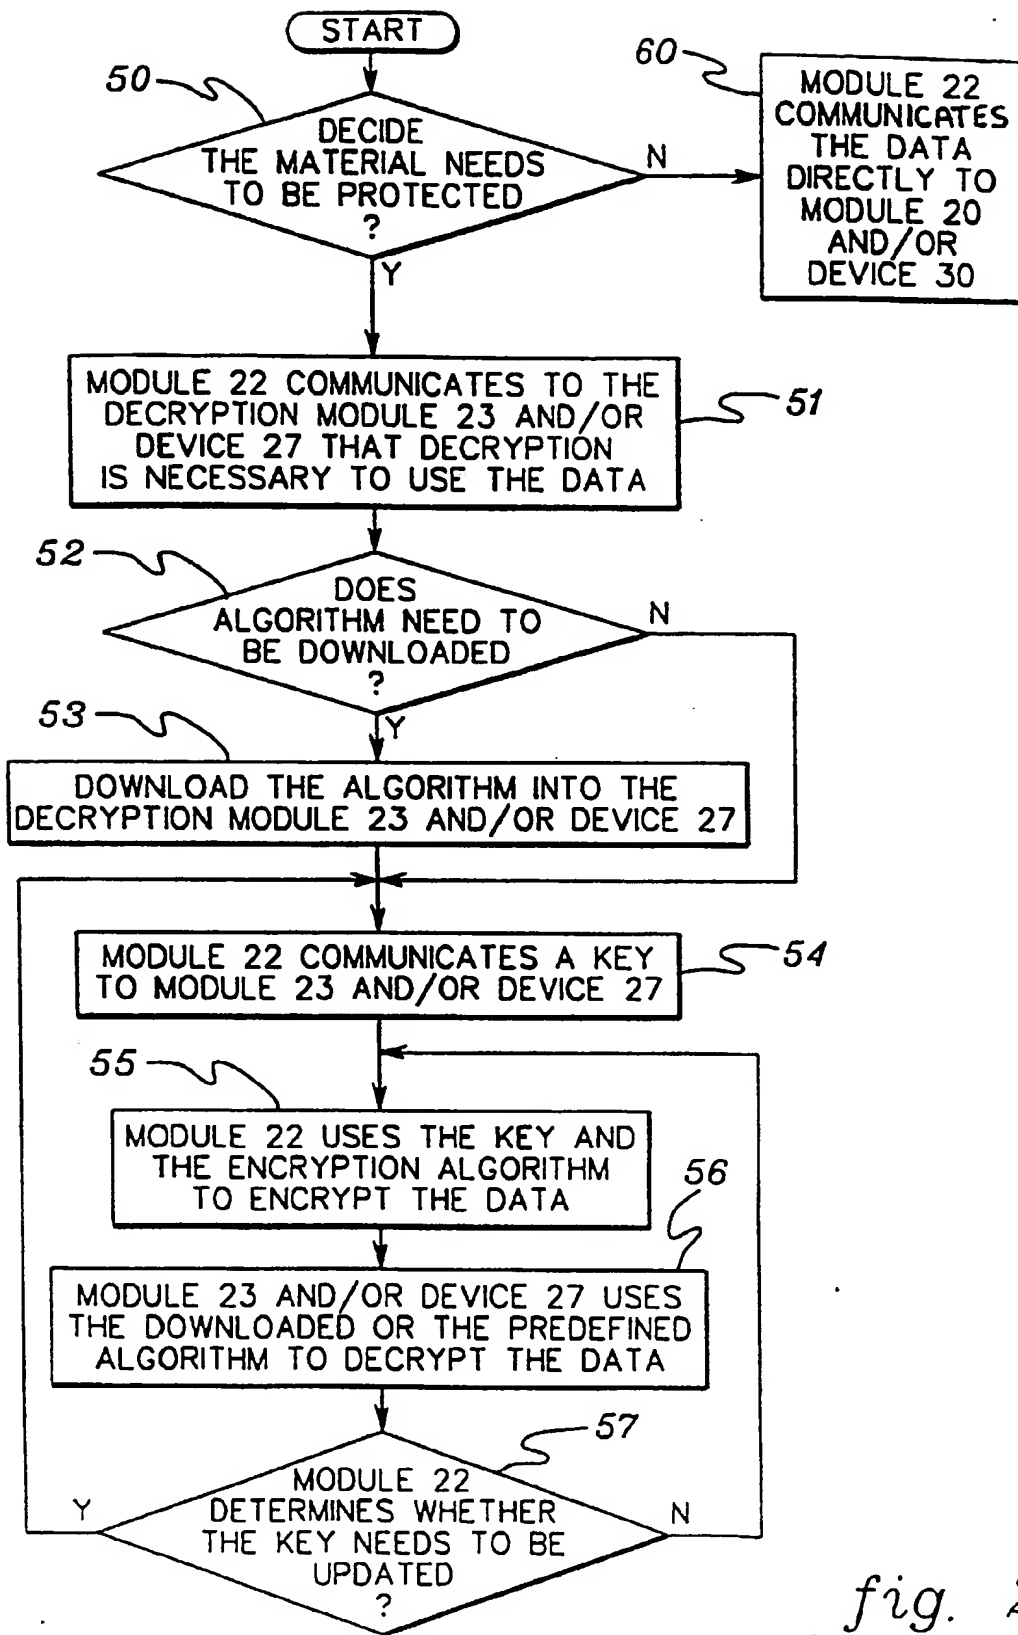 START
50
DECIDE
THE MATERIAL NEEDS
TO BE PROTECTED
?
N
Y
60
MODULE 22
COMMUNICATES
THE DATA
DIRECTLY TO
MODULE 20
AND/OR
DEVICE 30
MODULE 22 COMMUNICATES TO THE
DECRYPTION MODULE 23 AND/OR
DEVICE 27 THAT DECRYPTION
IS NECESSARY TO USE THE DATA
51
52
DOES
ALGORITHM NEED TO
BE DOWNLOADED
?
N
Y
53
DOWNLOAD THE ALGORITHM INTO THE
DECRYPTION MODULE 23 AND/OR DEVICE 27
MODULE 22 COMMUNICATES A KEY
TO MODULE 23 AND/OR DEVICE 27
54
55
MODULE 22 USES THE KEY AND
THE ENCRYPTION ALGORITHM
TO ENCRYPT THE DATA
56
MODULE 23 AND/OR DEVICE 27 USES
THE DOWNLOADED OR THE PREDEFINED
ALGORITHM TO DECRYPT THE DATA
57
MODULE 22
DETERMINES WHETHER
THE KEY NEEDS TO BE
UPDATED
?
Y
N
fig.